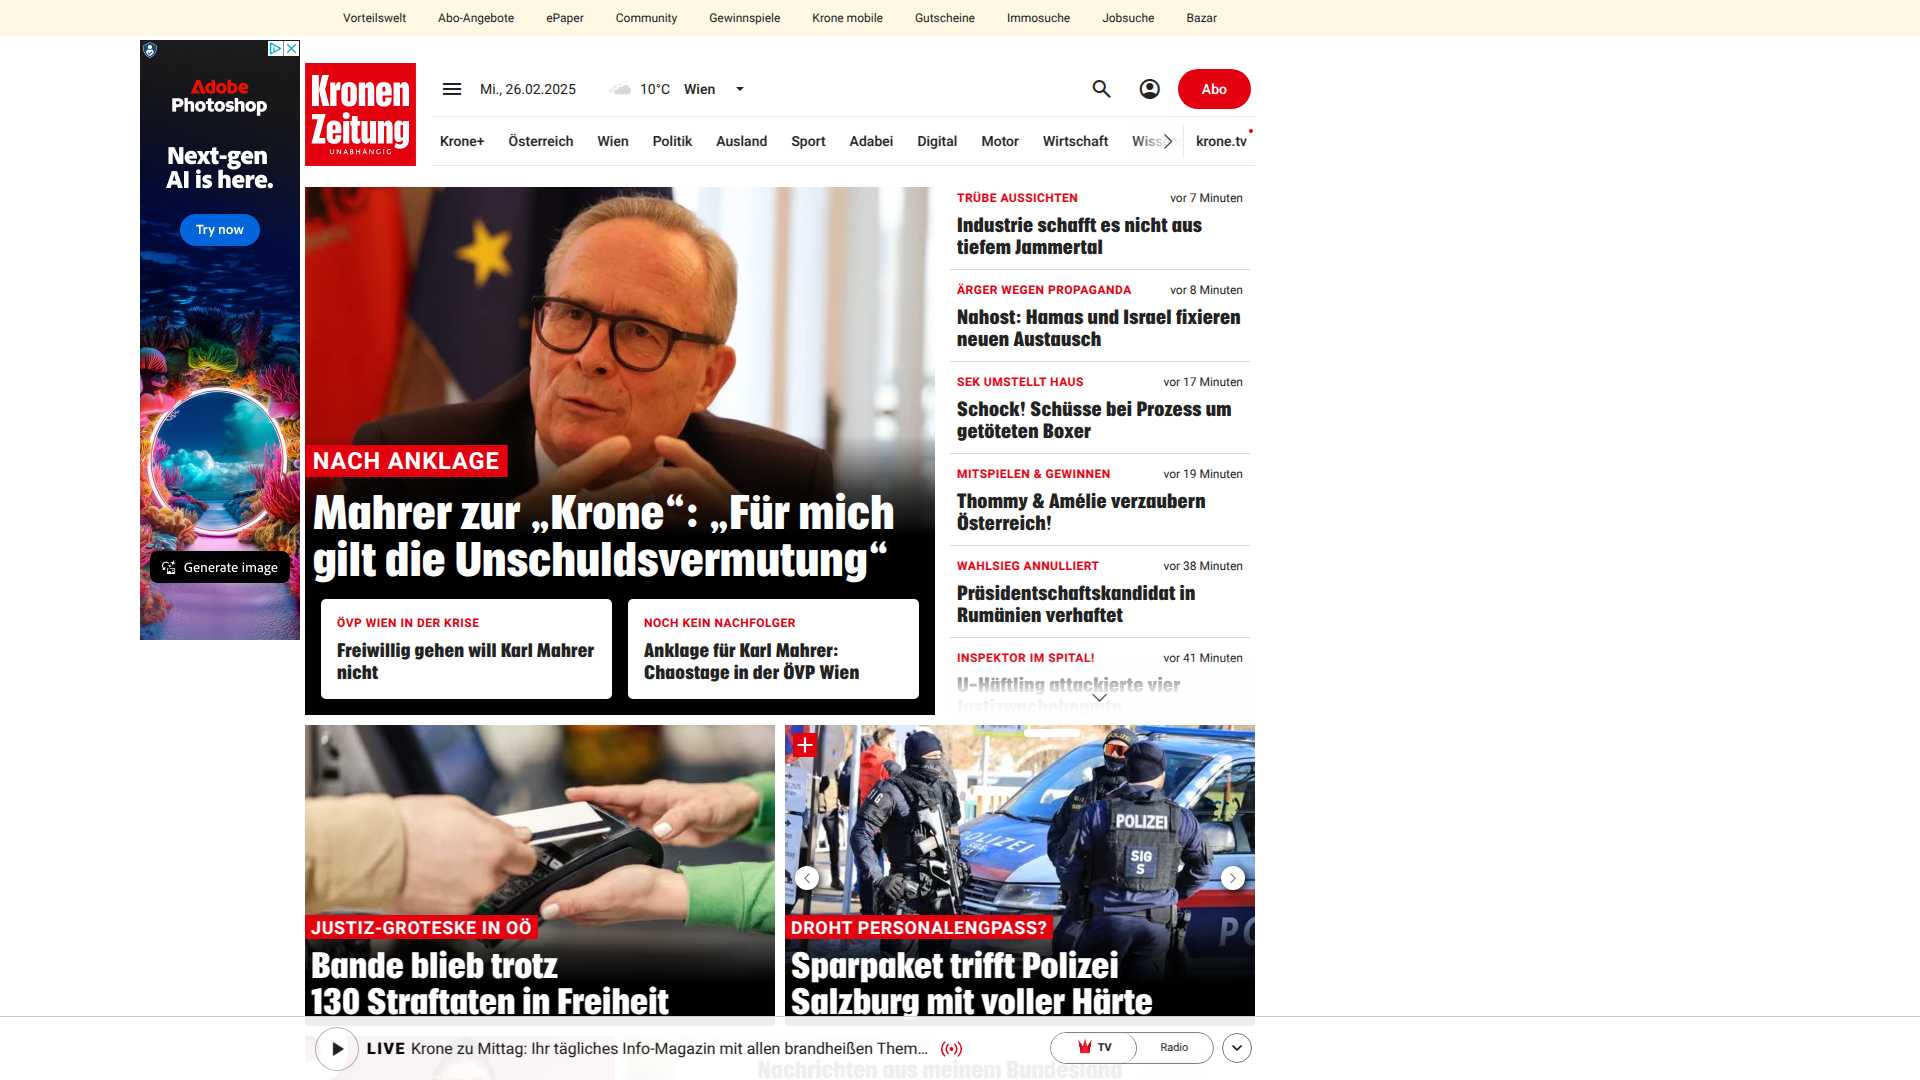 Vorteilswelt Abo-Angebote ePaper Community Gewinnspiele Krone mobile Gutscheine Immosuche Jobsuche Bazar
Adobe
Photoshop
Next-gen
AI is here.
Try now
Generate image
Kronen
Zeitung
UNABHÄNGIG
Mi., 26.02.2025 10°C Wien
Abo
Krone+ Österreich Wien Politik Ausland Sport Adabei Digital Motor Wirtschaft krone.tv
NACH ANKLAGE
Mahrer zur „Krone“: „Für mich
gilt die Unschuldsvermutung“
ÖVP WIEN IN DER KRISE
Freiwillig gehen will Karl Mahrer
nicht
NOCH KEIN NACHFOLGER
Anklage für Karl Mahrer:
Chaostage in der ÖVP Wien
TRÜBE AUSSICHTEN vor 7 Minuten
Industrie schafft es nicht aus
tiefem Jammertal
ÄRGER WEGEN PROPAGANDA vor 8 Minuten
Nahost: Hamas und Israel fixieren
neuen Austausch
SEK UMSTELLT HAUS vor 17 Minuten
Schock! Schüsse bei Prozess um
getöteten Boxer
MITSPIELEN & GEWINNEN vor 19 Minuten
Thommy & Amélie verzaubern
Österreich!
WAHLSIEG ANNULLIERT vor 38 Minuten
Präsidentschaftskandidat in
Rumänien verhaftet
INSPEKTOR IM SPITAL! vor 41 Minuten
U-Häftling attackierte vier
Justizwachebeamte
JUSTIZ-GROTESKE IN OÖ
Bande blieb trotz
130 Straftaten in Freiheit
POLIZEI
POLIZEI
SIG
S
DROHT PERSONALENGPASS?
Sparpaket trifft Polizei
Salzburg mit voller Härte
LIVE Krone zu Mittag: Ihr tägliches Info-Magazin mit allen brandheißen Them...
TV Radio
Nachrichten aus meinem Bundesland